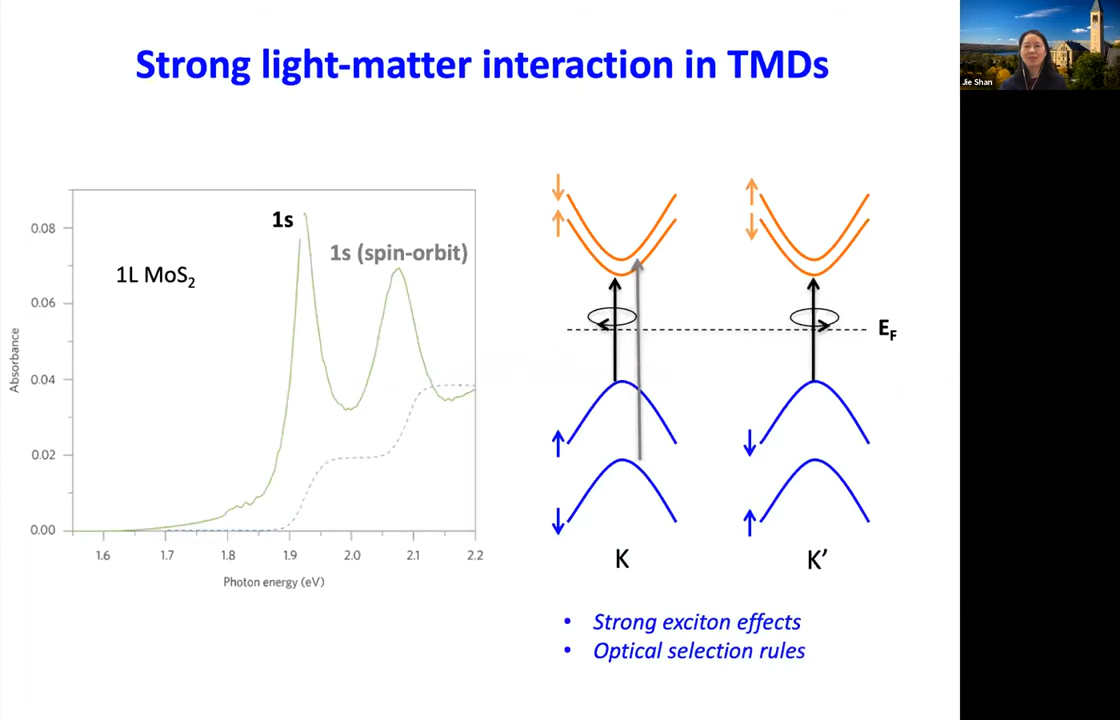 Strong light-matter interaction in TMDs
Jie Shan
1s
1s (spin-orbit)
1L MoS2
0.08
0.06
0.04
0.02
0.00
Absorbance
1.6 1.7 1.8 1.9 2.0 2.1 2.2
Photon energy (eV)
EF
K K’
• Strong exciton effects
• Optical selection rules